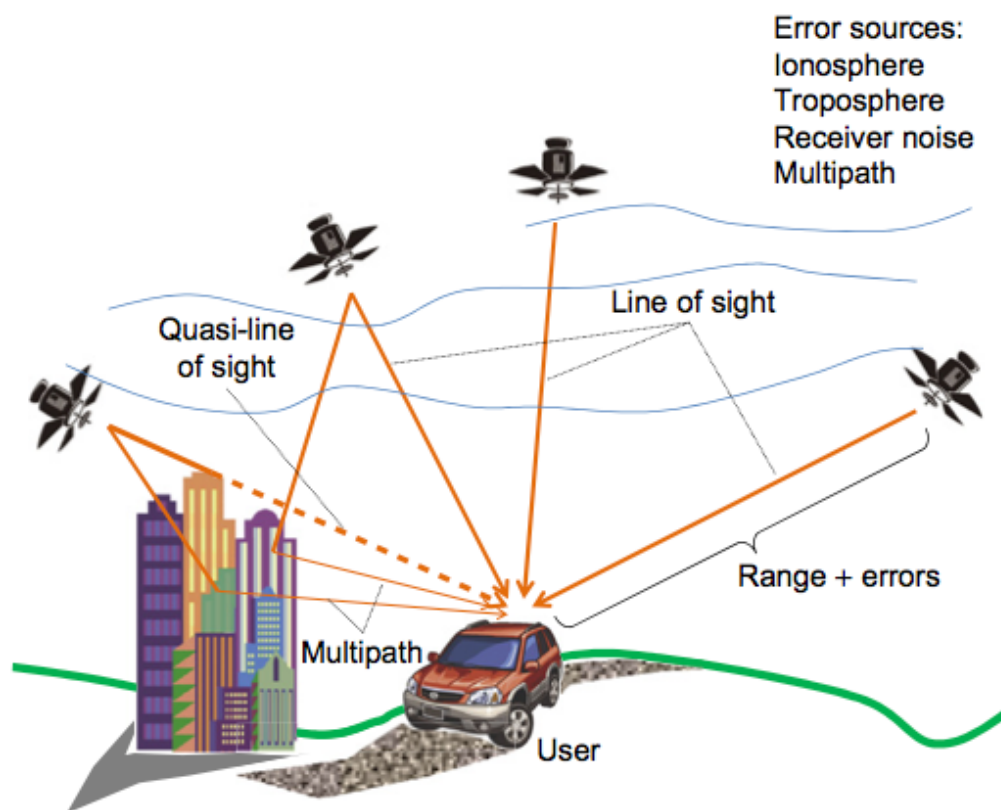 Error sources:
Ionosphere
Troposphere
Receiver noise
Multipath
Line of sight
Quasi-line
of sight
Range + errors
Multipath
User